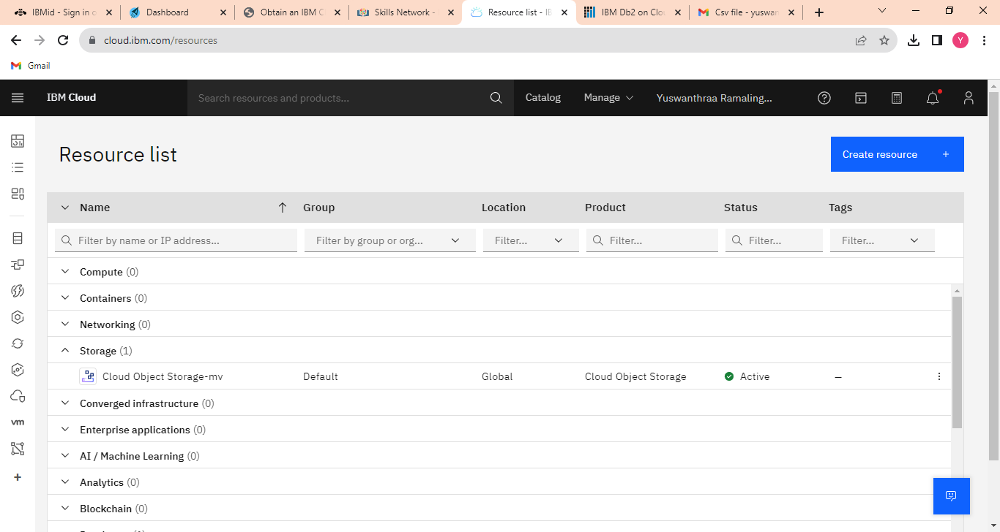 IBMid - Sign in o
Dashboard
Obtain an IBM C
Skills Network -
Resource list - IB
IBM Db2 on Clou
Csv file - yuswan
cloud.ibm.com/resources
Y
Gmail
IBM Cloud
Search resources and products...
Catalog
Manage
Yuswanthraa Ramaling...
Resource list
Create resource +
Name
Group
Location
Product
Status
Tags
Filter by name or IP address...
Filter by group or org...
Filter...
Filter...
Filter...
Filter...
Compute (0)
Containers (0)
Networking (0)
Storage (1)
Cloud Object Storage-mv
Default
Global
Cloud Object Storage
Active
–
Converged infrastructure (0)
Enterprise applications (0)
AI / Machine Learning (0)
vm
Analytics (0)
Blockchain (0)